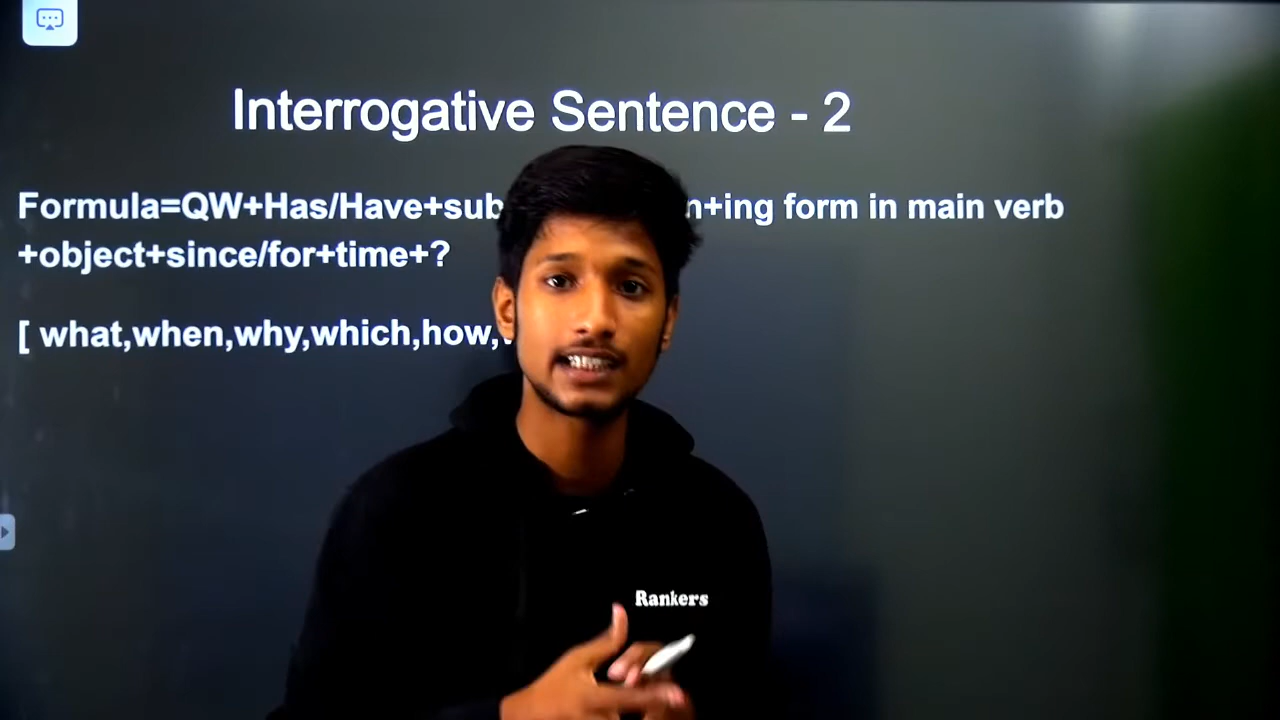 Interrogative Sentence - 2
Formula=QW+Has/Have+sub n+ing form in main verb
+object+since/for+time+?
[ what,when,why,which,how,
Rankers